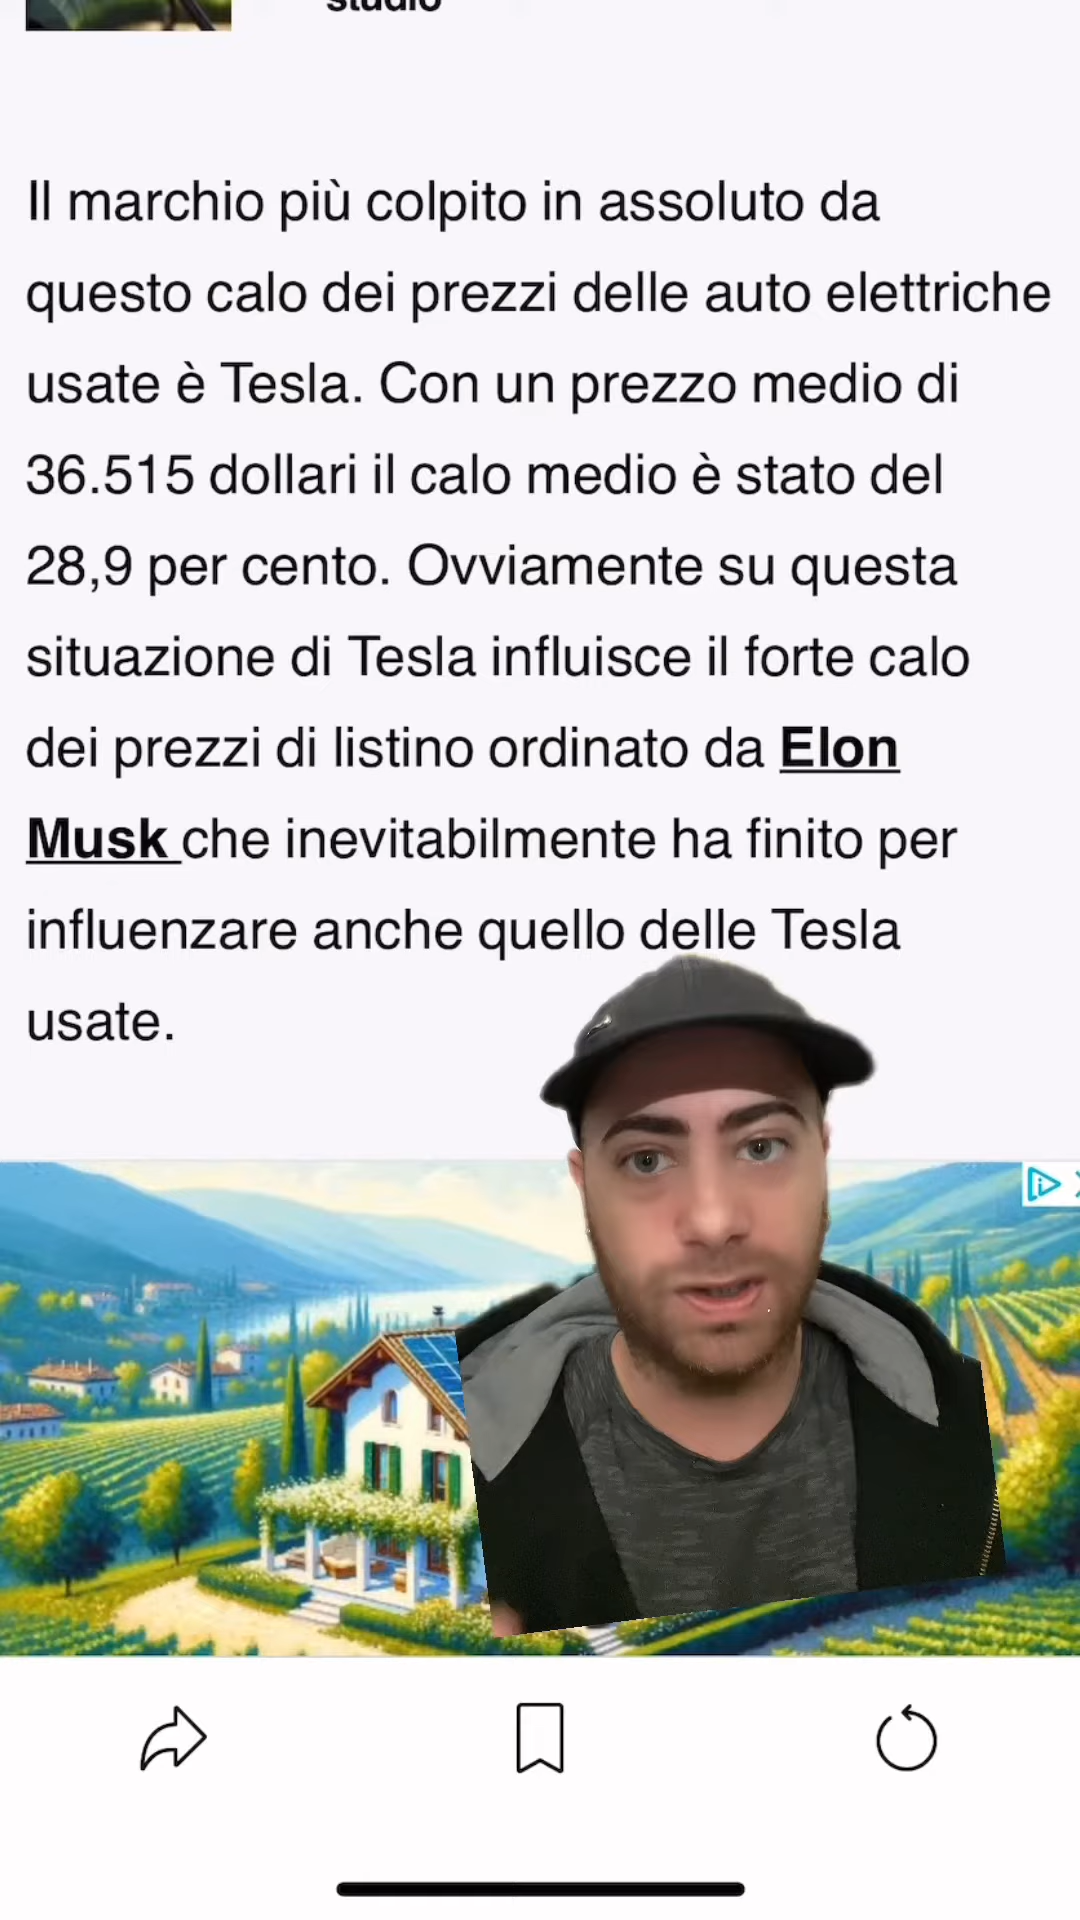 studio
Il marchio più colpito in assoluto da
questo calo dei prezzi delle auto elettriche
usate è Tesla. Con un prezzo medio di
36.515 dollari il calo medio è stato del
28,9 per cento. Ovviamente su questa
situazione di Tesla influisce il forte calo
dei prezzi di listino ordinato da Elon
Musk che inevitabilmente ha finito per
influenzare anche quello delle Tesla
usate.